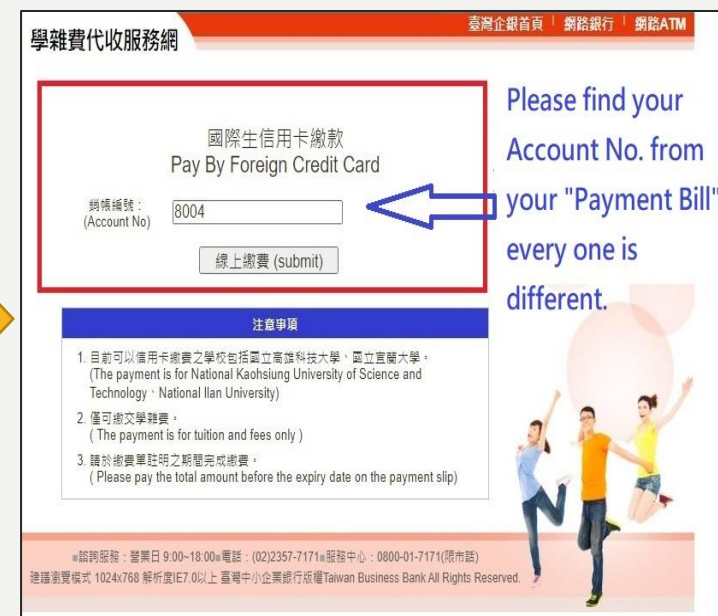 臺灣企銀首頁 | 網路銀行 | 網路ATM
學雜費代收服務網
國際生信用卡繳款
Pay By Foreign Credit Card
銷帳編號:
(Account No)
8004
線上繳費 (submit)
Please find your
Account No. from
your "Payment Bill"
every one is
different.
注意事項
1. 目前可以信用卡繳費之學校包括國立高雄科技大學、國立宜蘭大學。
(The payment is for National Kaohsiung University of Science and
Technology、National Ilan University)
2. 僅可繳交學雜費。
( The payment is for tuition and fees only )
3. 請於繳費單註明之期間完成繳費。
( Please pay the total amount before the expiry date on the payment slip)
■諮詢服務:營業日 9:00~18:00■電話:(02)2357-7171■服務中心:0800-01-7171(限市話)
建議瀏覽模式 1024x768 解析度IE7.0以上 臺灣中小企業銀行版權Taiwan Business Bank All Rights Reserved.